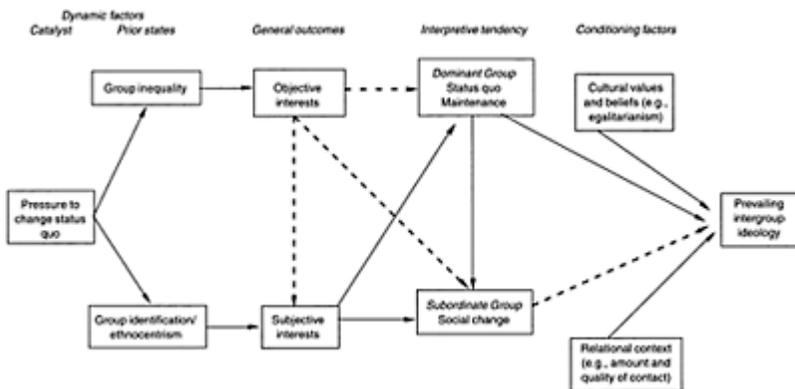 Dynamic factors
Catalyst Prior states General outcomes Interpretive tendency Conditioning factors
Group inequality
Objective
interests
Dominant Group
Status quo
Maintenance
Cultural values
and beliefs (e.g.,
egalitarianism)
Pressure to
change status
quo
Prevailing
intergroup
ideology
Group identification/
ethnocentrism
Subjective
interests
Subordinate Group
Social change
Relational context
(e.g., amount and
quality of contact)